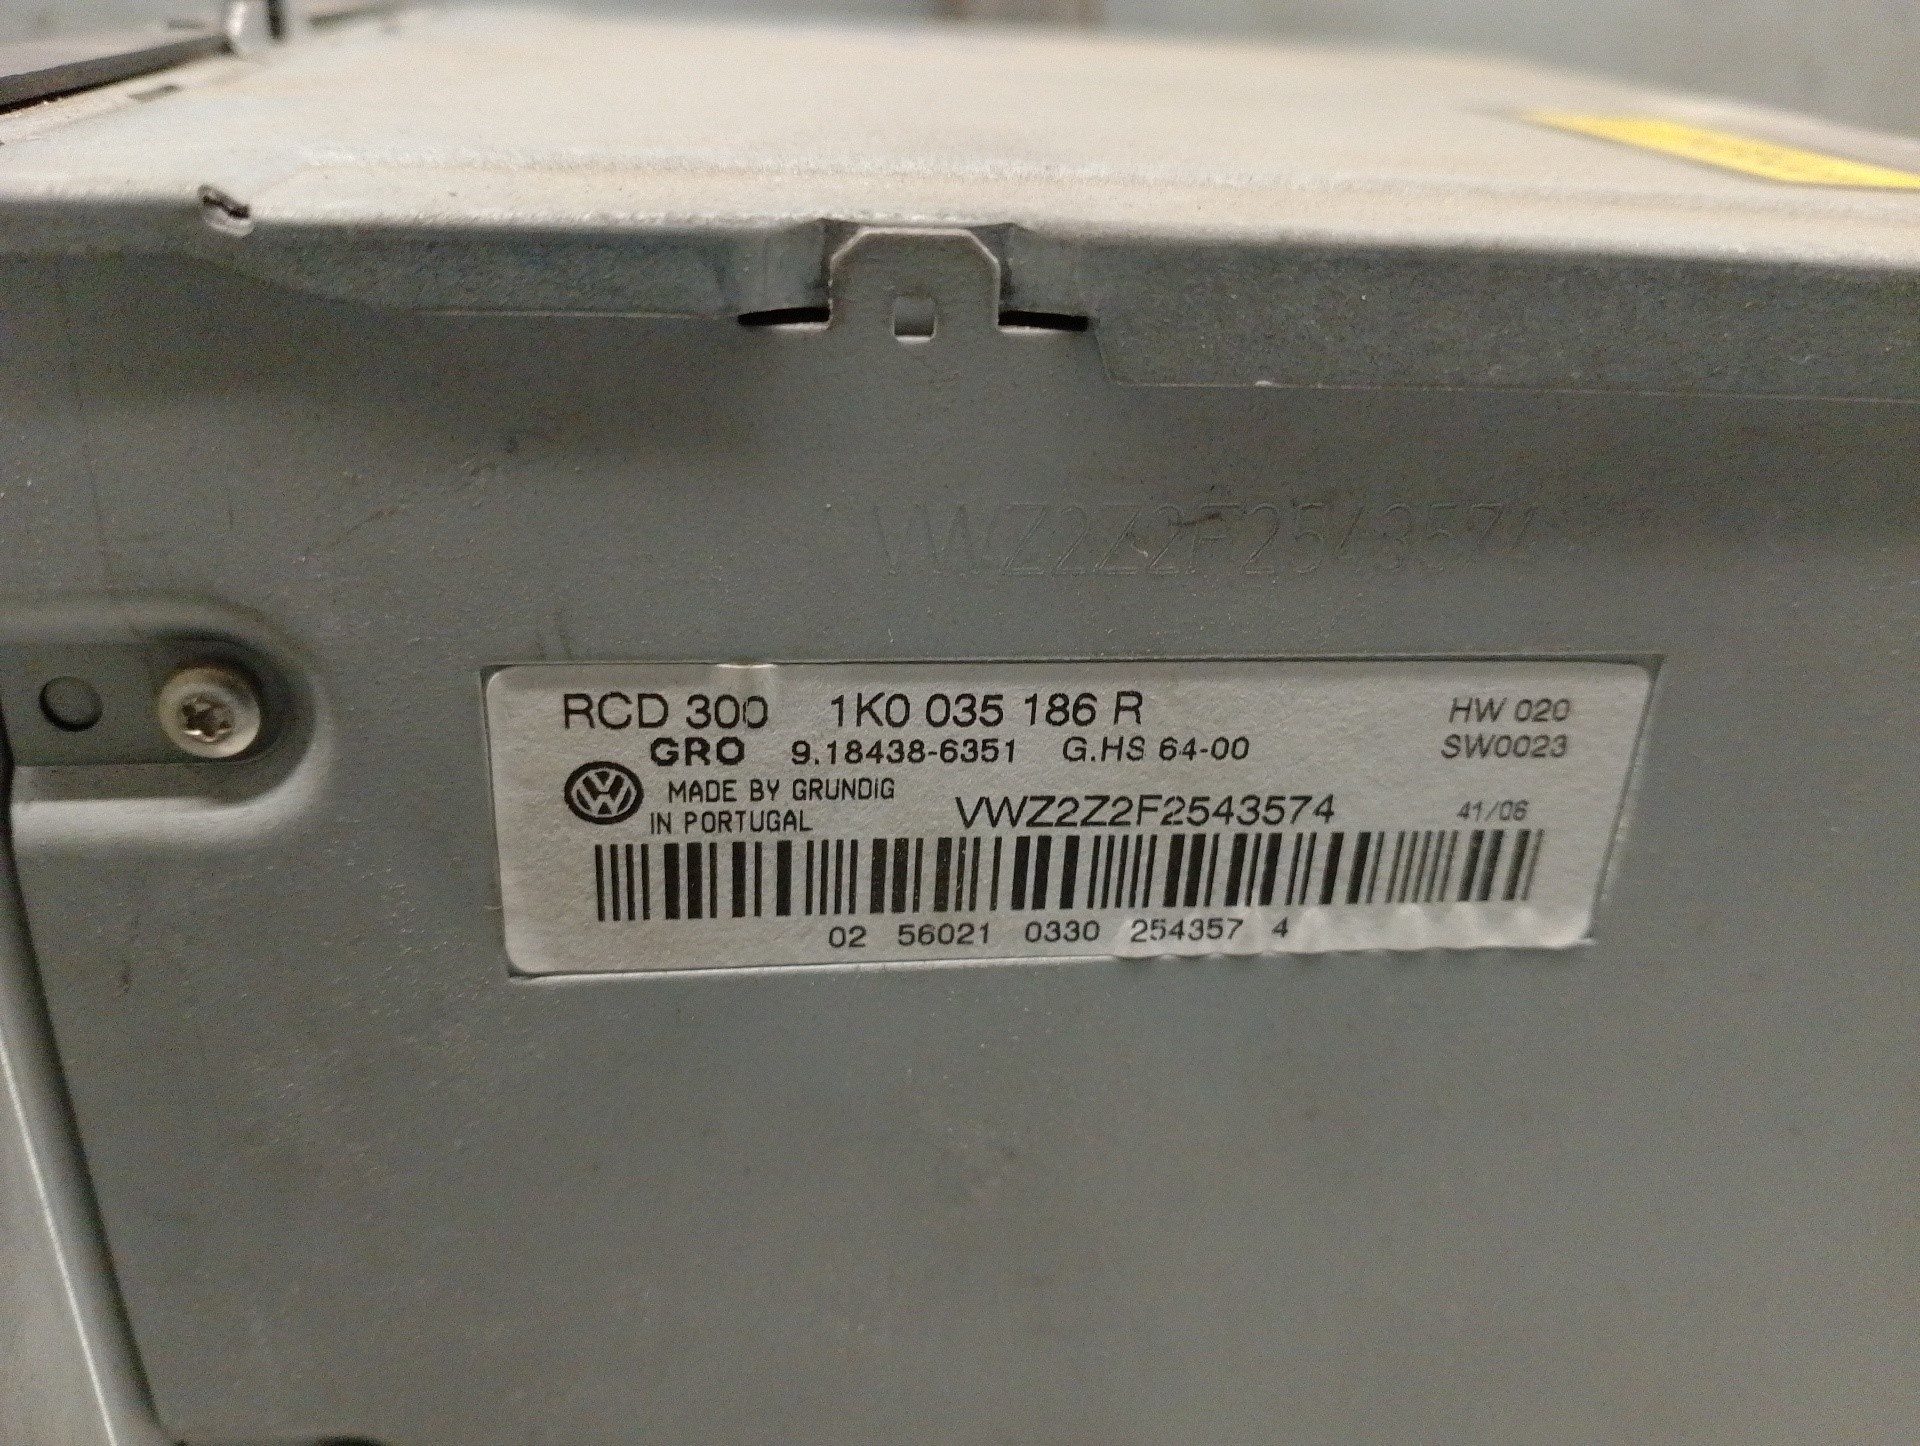 VWZ2Z2F2543574
RCD 300 1K0 035 186 R HW 020
GRO 9.18438-6351 G.HS 64-00 SW0023
MADE BY GRUNDIG
IN PORTUGAL VWZ2Z2F2543574 41/06
02 56021 0330 254357 4